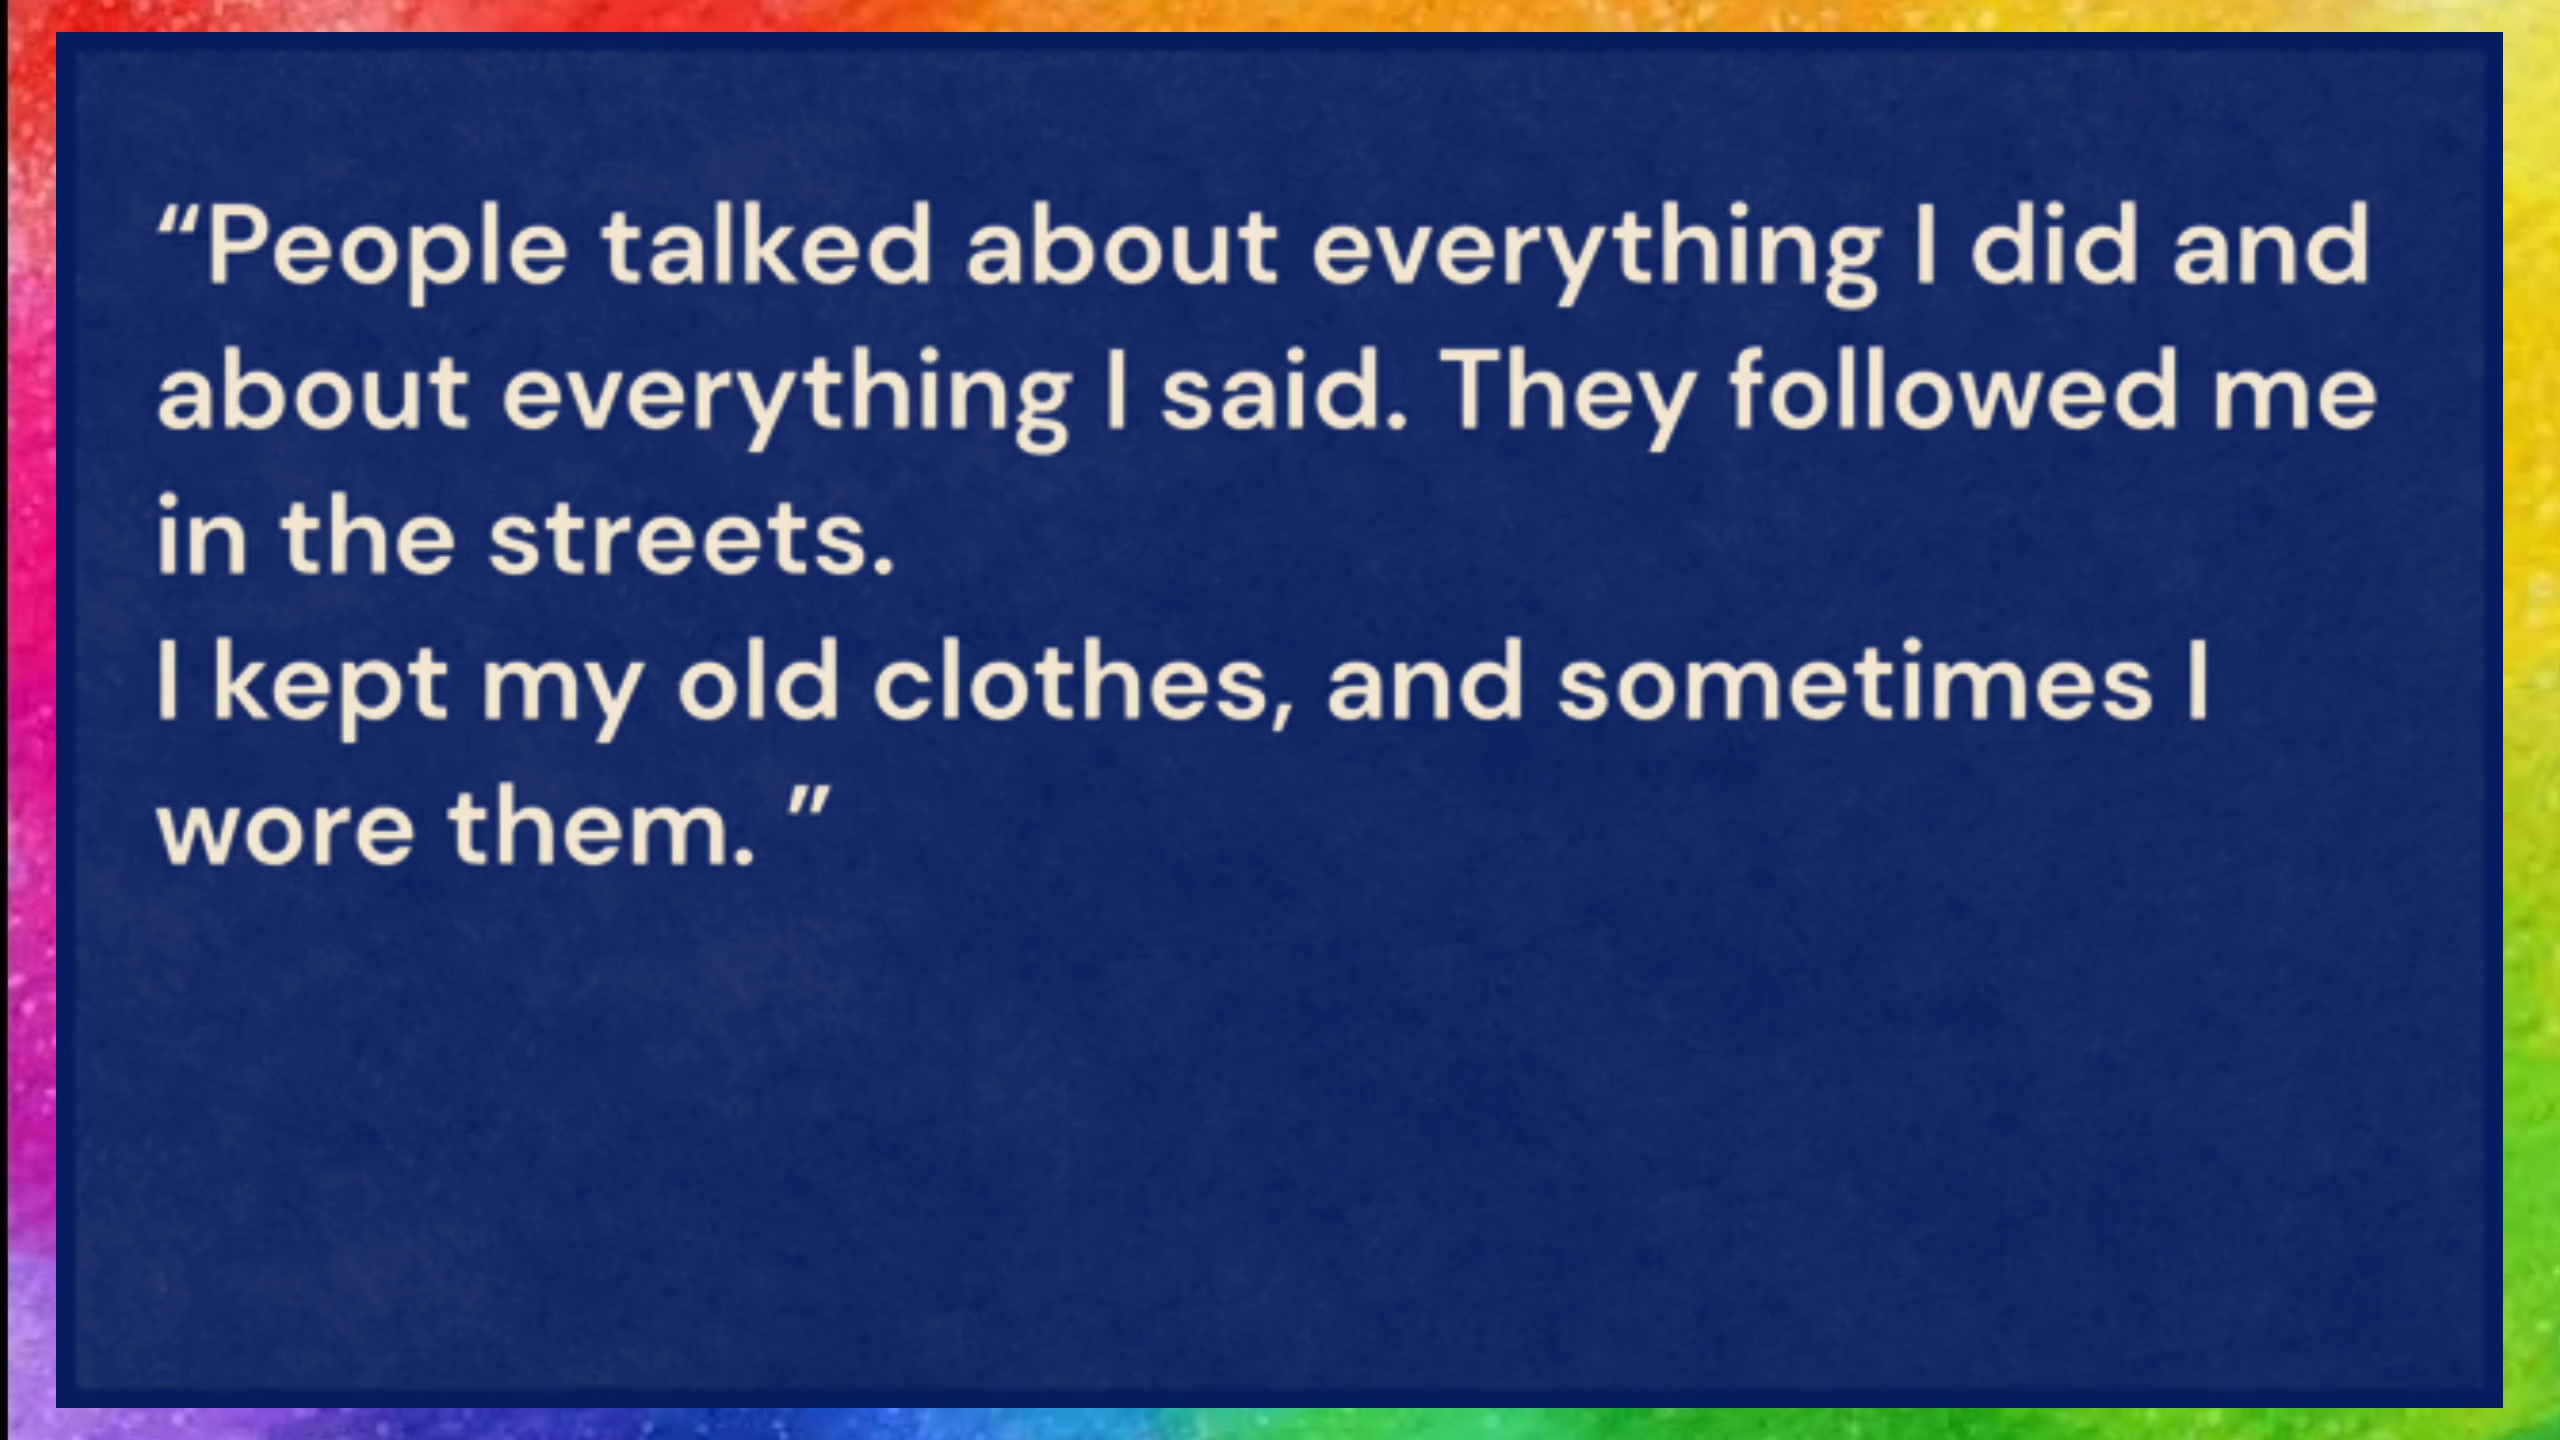 “People talked about everything I did and
about everything I said. They followed me
in the streets.
I kept my old clothes, and sometimes I
wore them. ”